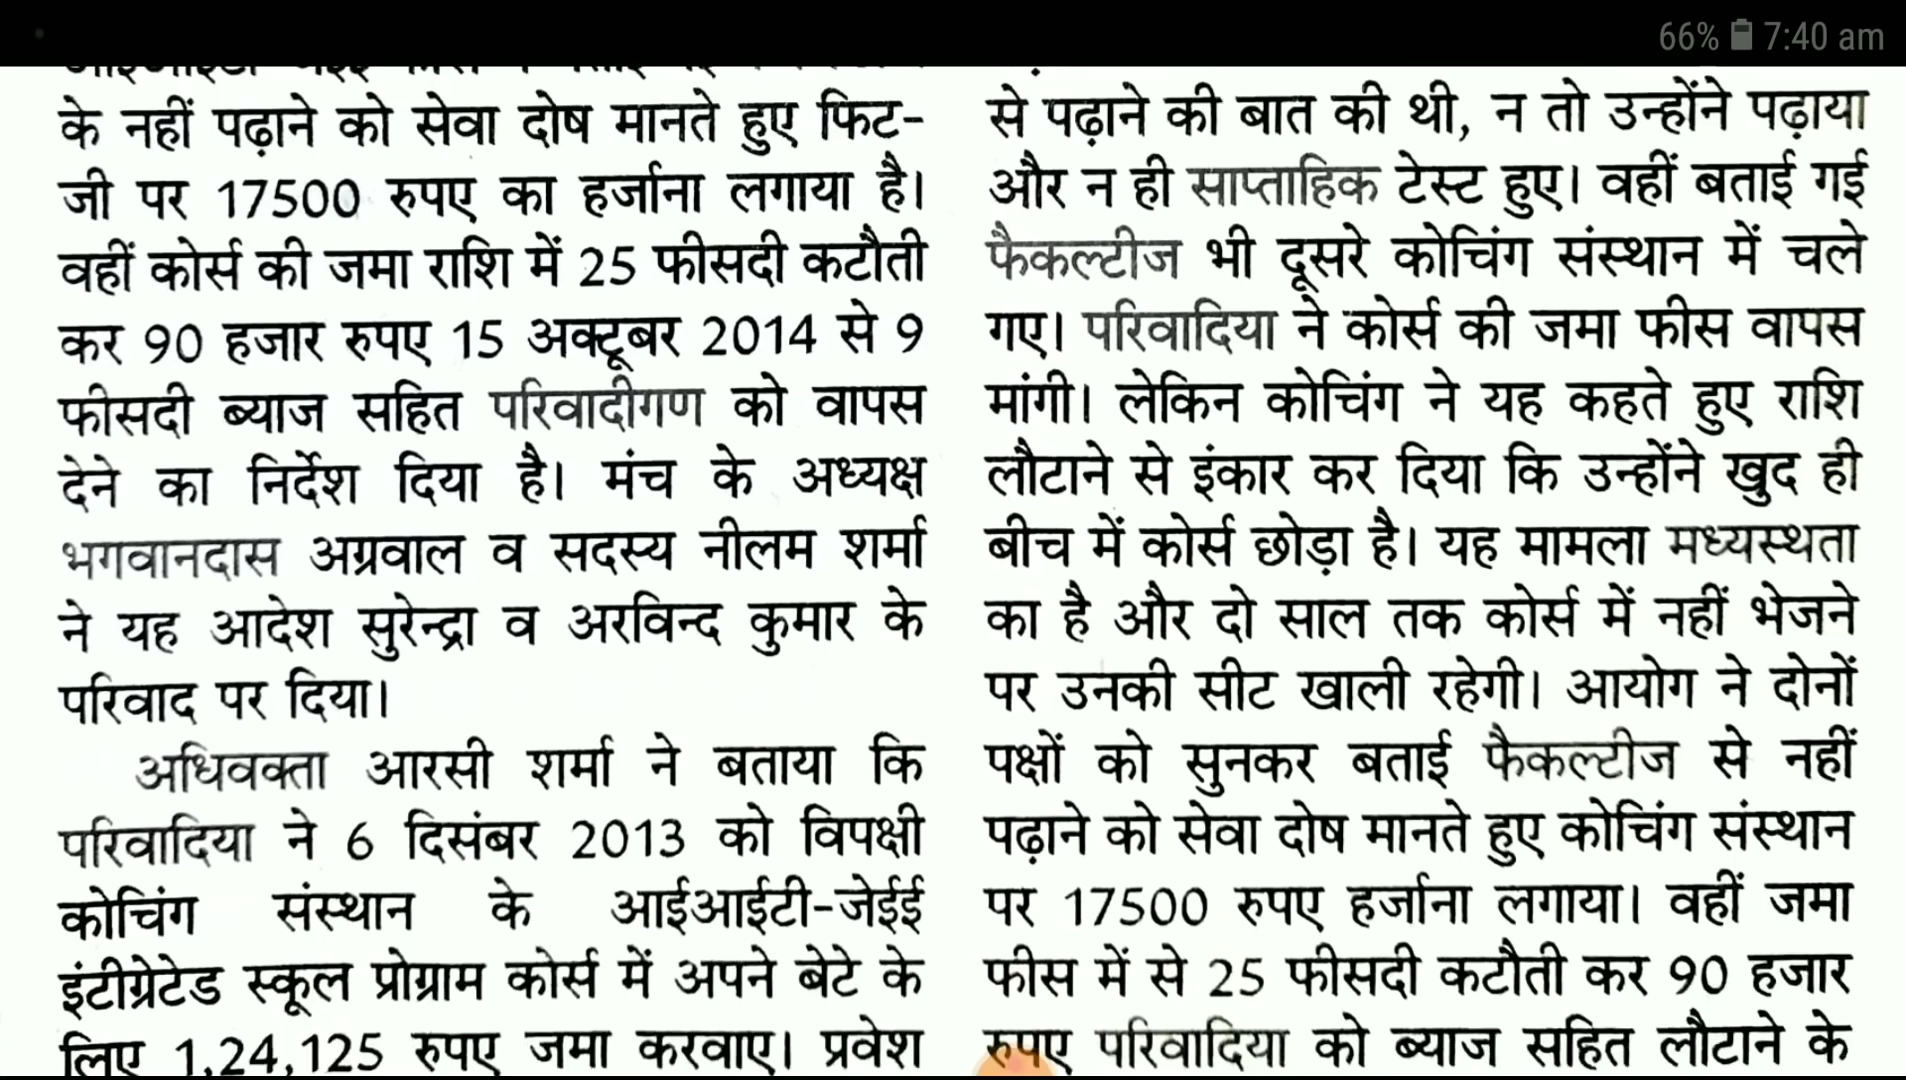 66% 7:40 am
के नहीं पढ़ाने को सेवा दोष मानते हुए फिट-
जी पर 17500 रुपए का हर्जाना लगाया है।
वहीं कोर्स की जमा राशि में 25 फीसदी कटौती
कर 90 हजार रुपए 15 अक्टूबर 2014 से 9
फीसदी ब्याज सहित परिवादीगण को वापस
देने का निर्देश दिया है। मंच के अध्यक्ष
भगवानदास अग्रवाल व सदस्य नीलम शर्मा
ने यह आदेश सुरेन्द्रा व अरविन्द कुमार के
परिवाद पर दिया।
अधिवक्ता आरसी शर्मा ने बताया कि
परिवादिया ने 6 दिसंबर 2013 को विपक्षी
कोचिंग संस्थान के आईआईटी-जेईई
इंटीग्रेटेड स्कूल प्रोग्राम कोर्स में अपने बेटे के
लिए 1,24,125 रुपए जमा करवाए। प्रवेश
से पढ़ाने की बात की थी, न तो उन्होंने पढ़ाया
और न ही साप्ताहिक टेस्ट हुए। वहीं बताई गई
फैकल्टीज भी दूसरे कोचिंग संस्थान में चले
गए। परिवादिया ने कोर्स की जमा फीस वापस
मांगी। लेकिन कोचिंग ने यह कहते हुए राशि
लौटाने से इंकार कर दिया कि उन्होंने खुद ही
बीच में कोर्स छोड़ा है। यह मामला मध्यस्थता
का है और दो साल तक कोर्स में नहीं भेजने
पर उनकी सीट खाली रहेगी। आयोग ने दोनों
पक्षों को सुनकर बताई फैकल्टीज से नहीं
पढ़ाने को सेवा दोष मानते हुए कोचिंग संस्थान
पर 17500 रुपए हर्जाना लगाया। वहीं जमा
फीस में से 25 फीसदी कटौती कर 90 हजार
रुपए परिवादिया को ब्याज सहित लौटाने के